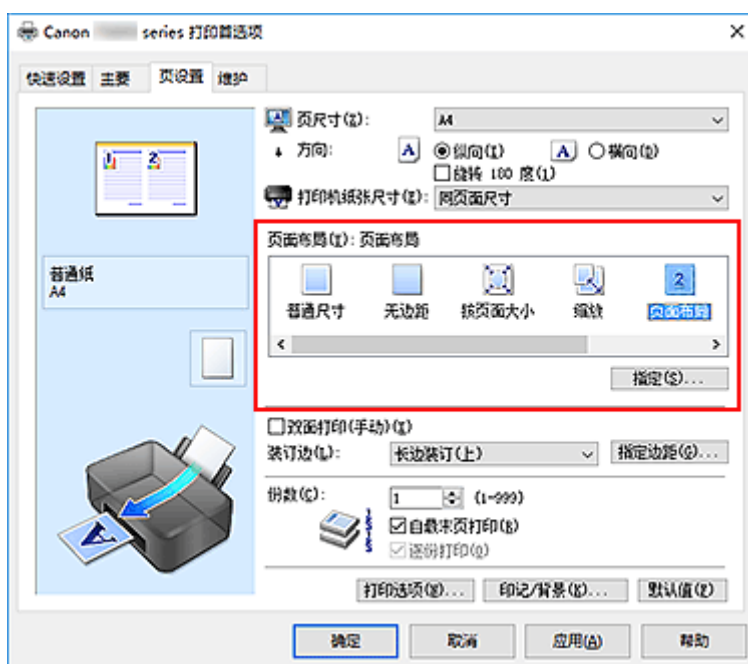 Canon series 打印首选项
快速设置 主要 页设置 维护
1 2
普通纸
A4
页尺寸(Z): A4
方向: A 纵向(I) A 横向(D)
旋转 180 度(1)
打印机纸张尺寸(E): 同页面尺寸
页面布局(I): 页面布局
2
普通尺寸 无边距 按页面大小 缩放 页面布局
指定(S)...
双面打印(手动)(X)
装订边(L): 长边装订(上) 指定边距(G)...
份数(C): 1 (1-999)
自最末页打印(R)
逐份打印(O)
打印选项(N)... 印记/背景(K)... 默认值(F)
确定 取消 应用(A) 帮助